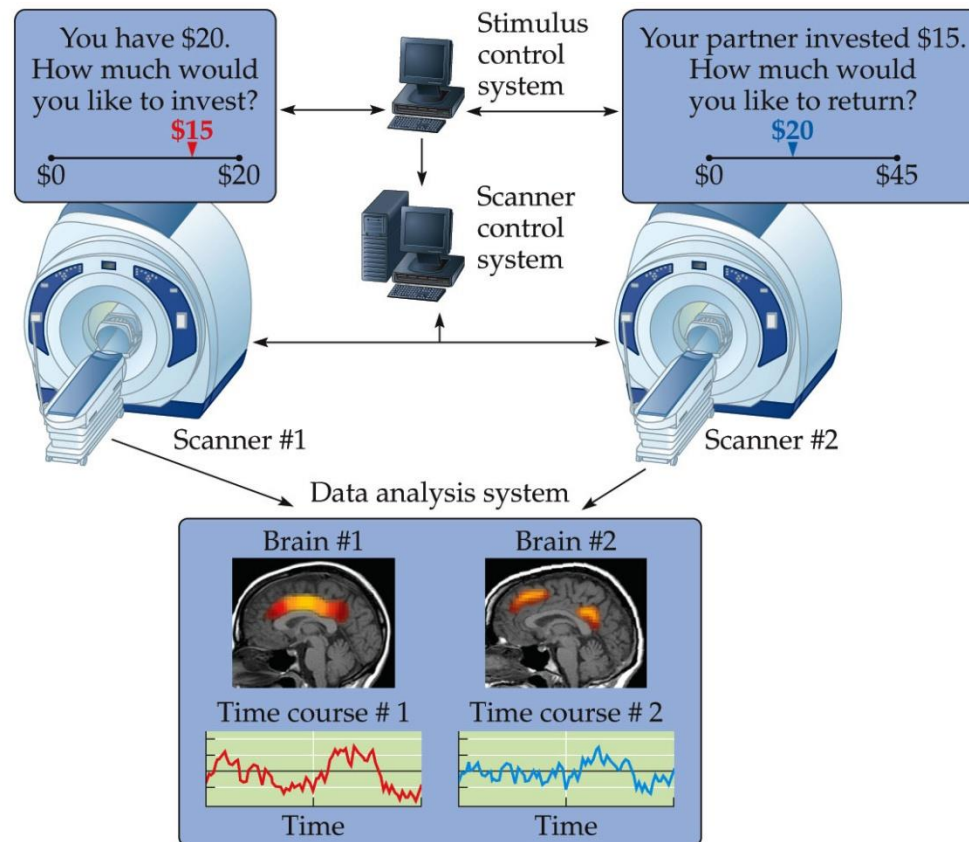 You have $20.
How much would
you like to invest?
$15
$0
$20
Stimulus
control
system
Your partner invested $15.
How much would
you like to return?
$20
$0
$45
Scanner
control
system
Scanner #1
Scanner #2
Data analysis system
Brain #1
Brain #2
Time course # 1
Time course # 2
Time
Time